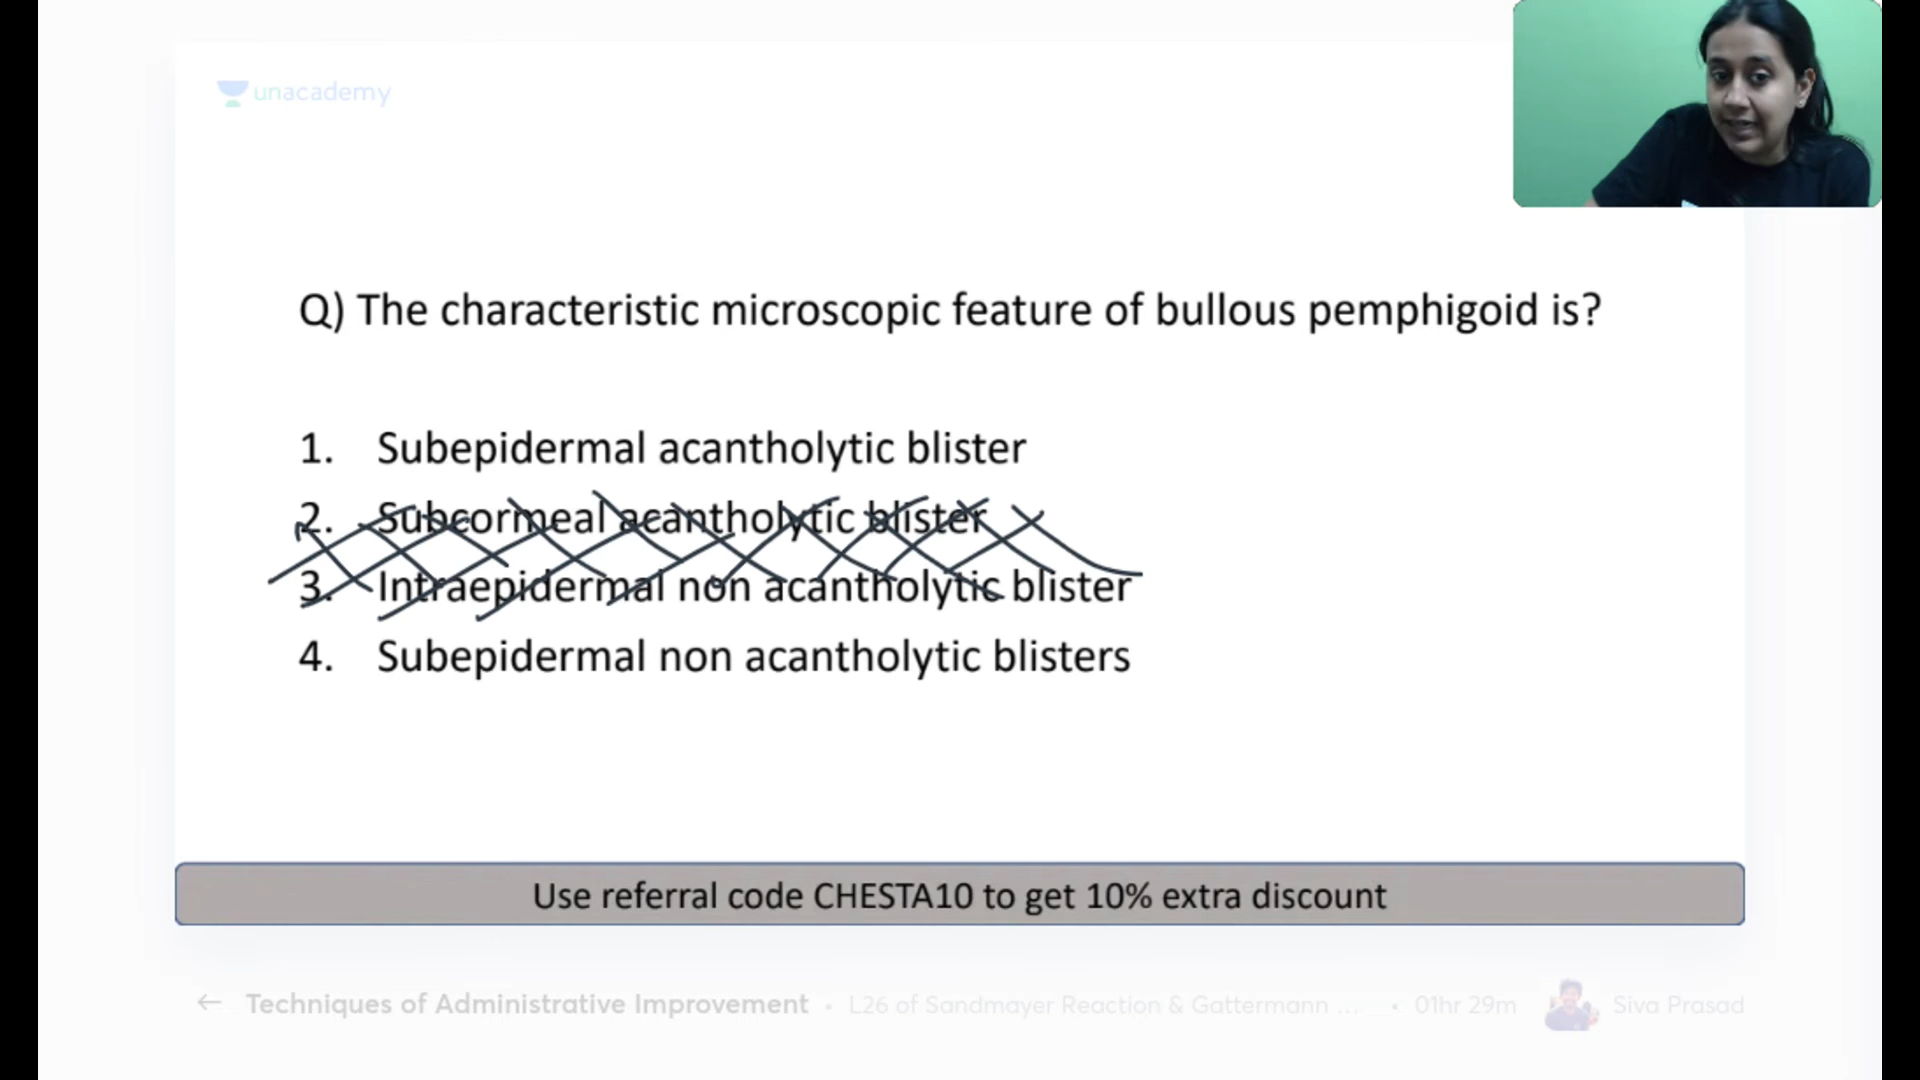 unacademy
Q) The characteristic microscopic feature of bullous pemphigoid is?
1. Subepidermal acantholytic blister
2. Subcormeal acantholytic blister
3. Intraepidermal non acantholytic blister
4. Subepidermal non acantholytic blisters
Use referral code CHESTA10 to get 10% extra discount
← Techniques of Administrative Improvement • L26 of Sandmayer Reaction & Gattermann .... • 01hr 29m Siva Prasad